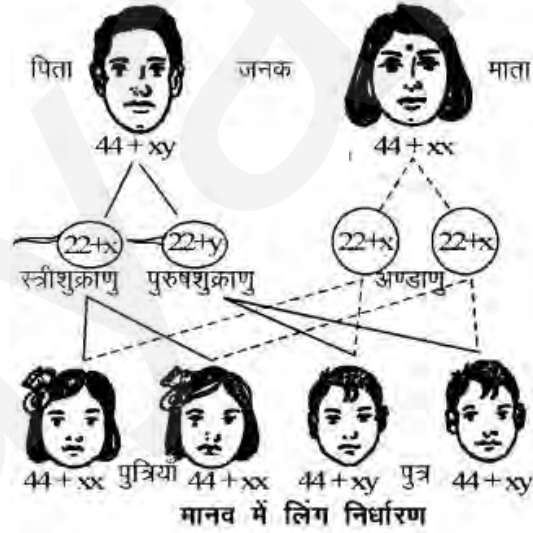 पिता जनक माता
44 + xy 44 + xx
22+x 22+y 22+x 22+x
स्त्रीशुक्राणु पुरुषशुक्राणु अण्डाणु
पुत्रियाँ पुत्र
44 + xx 44 + xx 44 + xy 44 + xy
मानव में लिंग निर्धारण